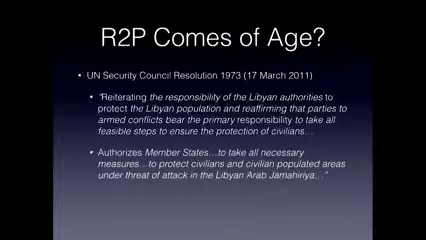 R2P Comes of Age?
• UN Security Council Resolution 1973 (17 March 2011)
• "Reiterating the responsibility of the Libyan authorities to
protect the Libyan population and reaffirming that parties to
armed conflicts bear the primary responsibility to take all
feasible steps to ensure the protection of civilians…
• Authorizes Member States…to take all necessary
measures…to protect civilians and civilian populated areas
under threat of attack in the Libyan Arab Jamahiriya…"